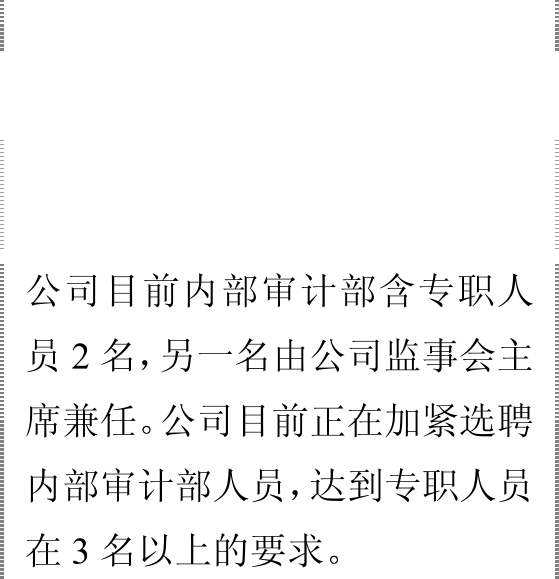 公司目前内部审计部含专职人
员 2 名，另一名由公司监事会主
席兼任。公司目前正在加紧选聘
内部审计部人员，达到专职人员
在 3 名以上的要求。